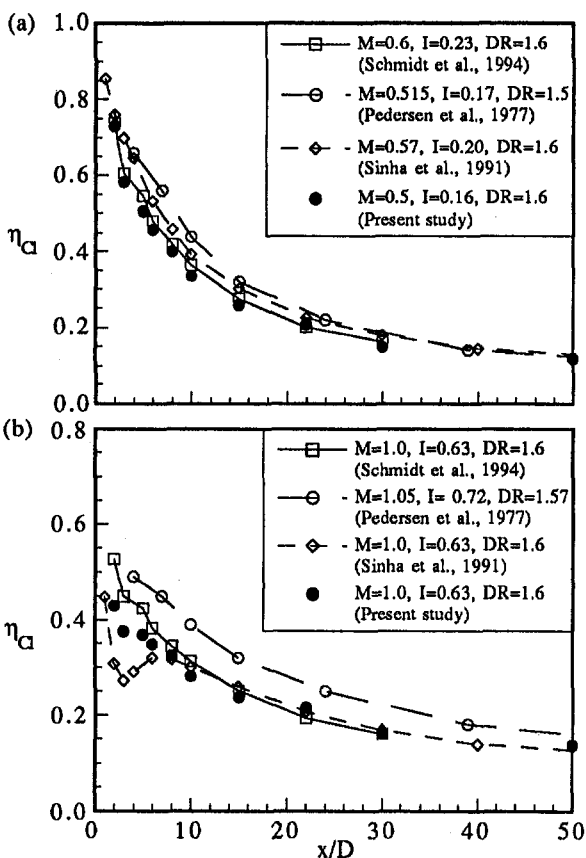 (a)
1.0
0.8
0.6
0.4
0.2
0.0
ηCl
M=0.6, I=0.23, DR=1.6
(Schmidt et al., 1994)
M=0.515, I=0.17, DR=1.5
(Pedersen et al., 1977)
M=0.57, I=0.20, DR=1.6
(Sinha et al., 1991)
M=0.5, I=0.16, DR=1.6
(Present study)
(b)
0.8
0.6
0.4
0.2
0.0
ηCl
M=1.0, I=0.63, DR=1.6
(Schmidt et al., 1994)
M=1.05, I= 0.72, DR=1.57
(Pedersen et al., 1977)
M=1.0, I=0.63, DR=1.6
(Sinha et al., 1991)
M=1.0, I=0.63, DR=1.6
(Present study)
0 10 20 30 40 50
x/D